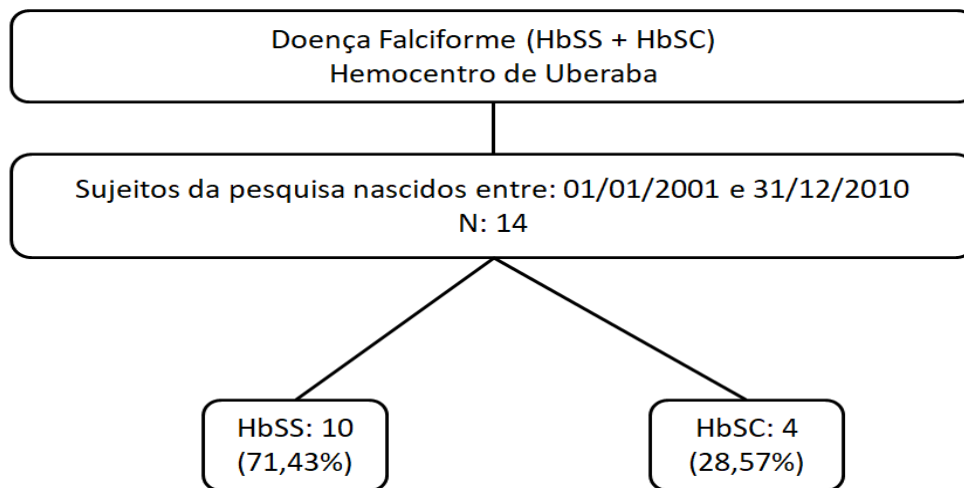 Doença Falciforme (HbSS + HbSC)
Hemocentro de Uberaba
Sujeitos da pesquisa nascidos entre: 01/01/2001 e 31/12/2010
N: 14
HbSS: 10
(71,43%)
HbSC: 4
(28,57%)